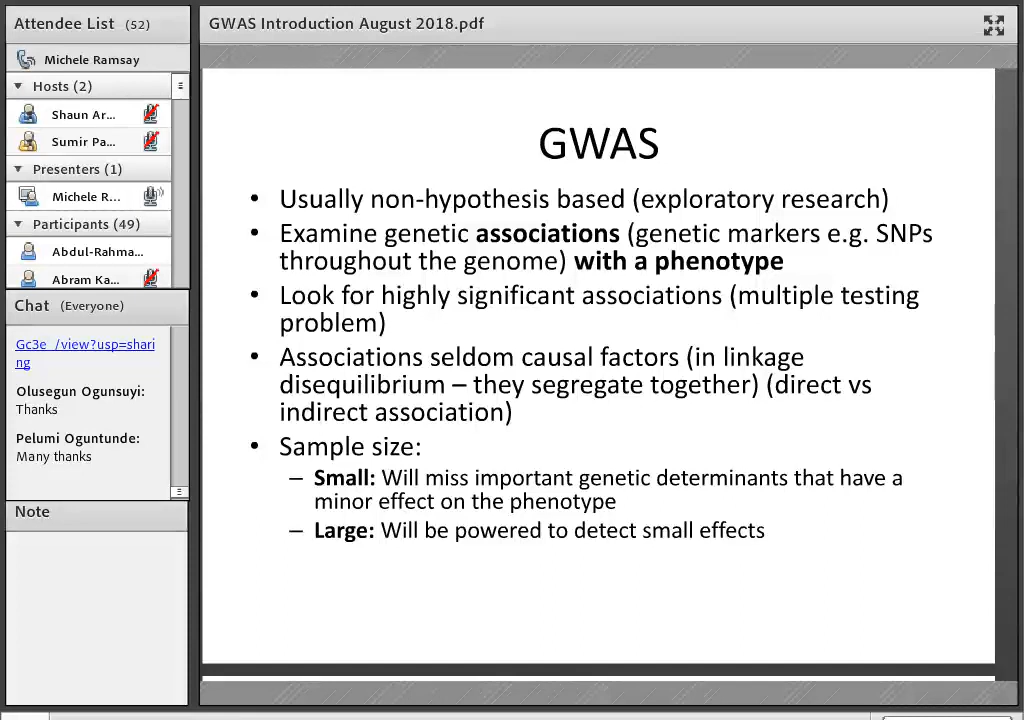 Attendee List (52)
Michele Ramsay
Hosts (2)
Shaun Ar...
Sumir Pa...
Presenters (1)
Michele R...
Participants (49)
Abdul-Rahma...
Abram Ka...
Chat (Everyone)
Gc3e_/view?usp=shari
ng
Olusegun Ogunsuyi:
Thanks
Pelumi Oguntunde:
Many thanks
Note
GWAS Introduction August 2018.pdf
GWAS
• Usually non-hypothesis based (exploratory research)
• Examine genetic associations (genetic markers e.g. SNPs
throughout the genome) with a phenotype
• Look for highly significant associations (multiple testing
problem)
• Associations seldom causal factors (in linkage
disequilibrium – they segregate together) (direct vs
indirect association)
• Sample size:
– Small: Will miss important genetic determinants that have a
minor effect on the phenotype
– Large: Will be powered to detect small effects